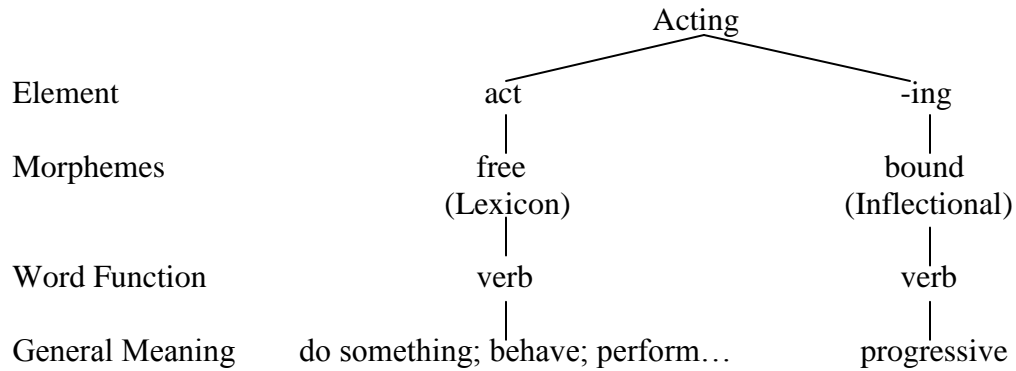 Acting
Element act -ing
Morphemes free bound
(Lexicon) (Inflectional)
Word Function verb verb
General Meaning do something; behave; perform… progressive